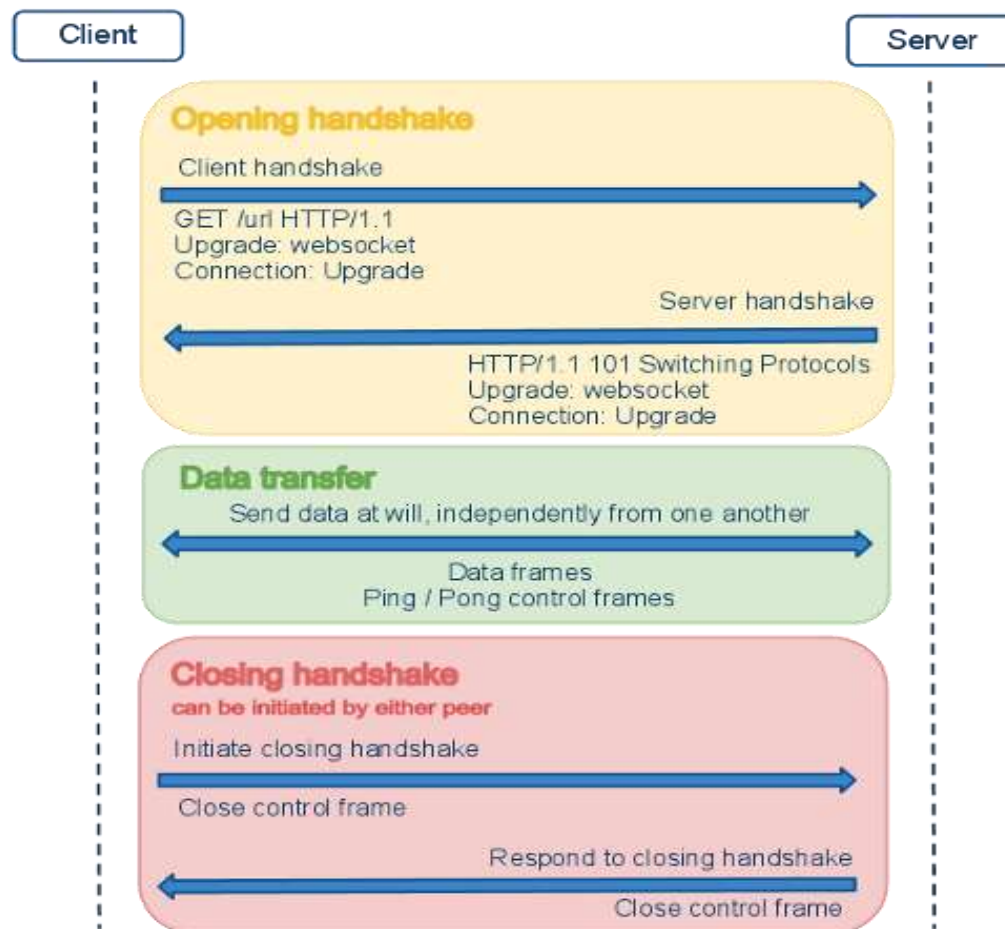 Client
Server
Opening handshake
Client handshake
GET /url HTTP/1.1
Upgrade: websocket
Connection: Upgrade
Server handshake
HTTP/1.1 101 Switching Protocols
Upgrade: websocket
Connection: Upgrade
Data transfer
Send data at will, independently from one another
Data frames
Ping / Pong control frames
Closing handshake
can be initiated by either peer
Initiate closing handshake
Close control frame
Respond to closing handshake
Close control frame